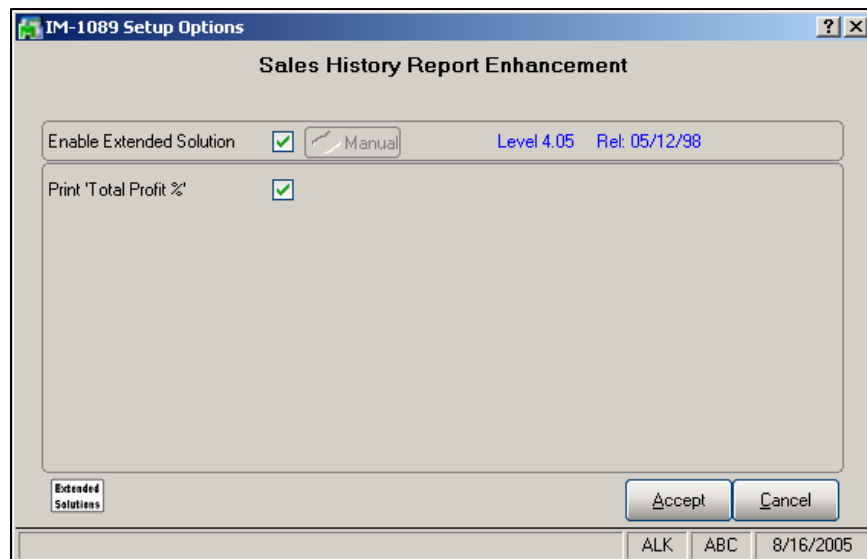 IM-1089 Setup Options
Sales History Report Enhancement
Enable Extended Solution Manual Level 4.05 Rel: 05/12/98
Print 'Total Profit %'
Extended
Solutions
Accept Cancel
ALK ABC 8/16/2005